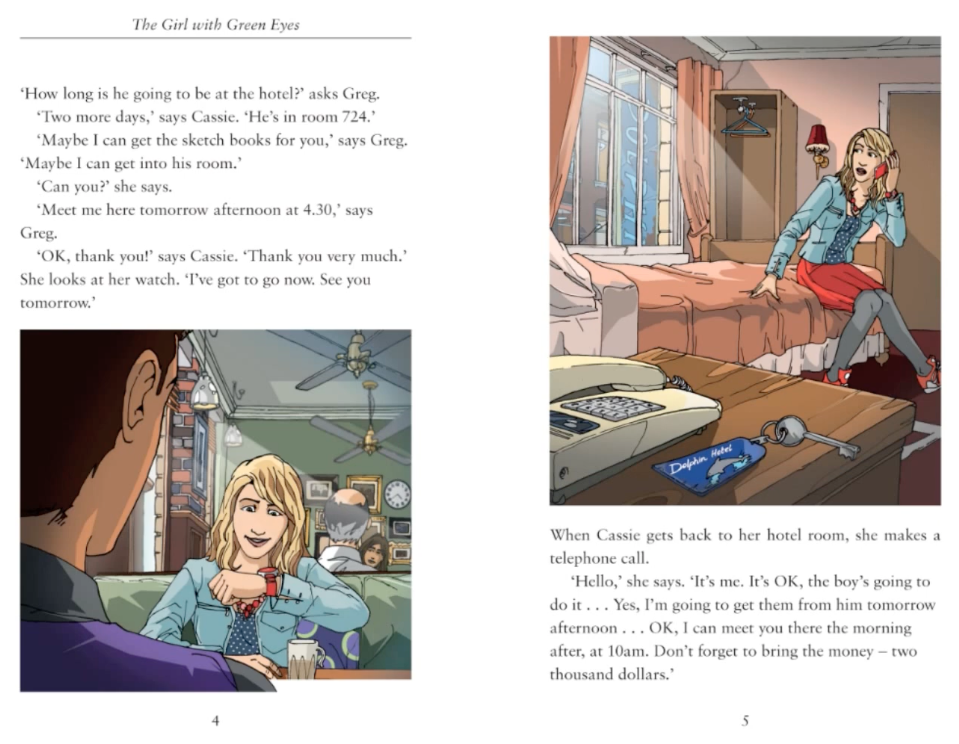 The Girl with Green Eyes
‘How long is he going to be at the hotel?’ asks Greg.
‘Two more days,’ says Cassie. ‘He’s in room 724.’
‘Maybe I can get the sketch books for you,’ says Greg.
‘Maybe I can get into his room.’
‘Can you?’ she says.
‘Meet me here tomorrow afternoon at 4.30,’ says
Greg.
‘OK, thank you!’ says Cassie. ‘Thank you very much.’
She looks at her watch. ‘I’ve got to go now. See you
tomorrow.’
4
Dolphin Hotel
When Cassie gets back to her hotel room, she makes a
telephone call.
‘Hello,’ she says. ‘It’s me. It’s OK, the boy’s going to
do it . . . Yes, I’m going to get them from him tomorrow
afternoon . . . OK, I can meet you there the morning
after, at 10am. Don’t forget to bring the money – two
thousand dollars.’
5